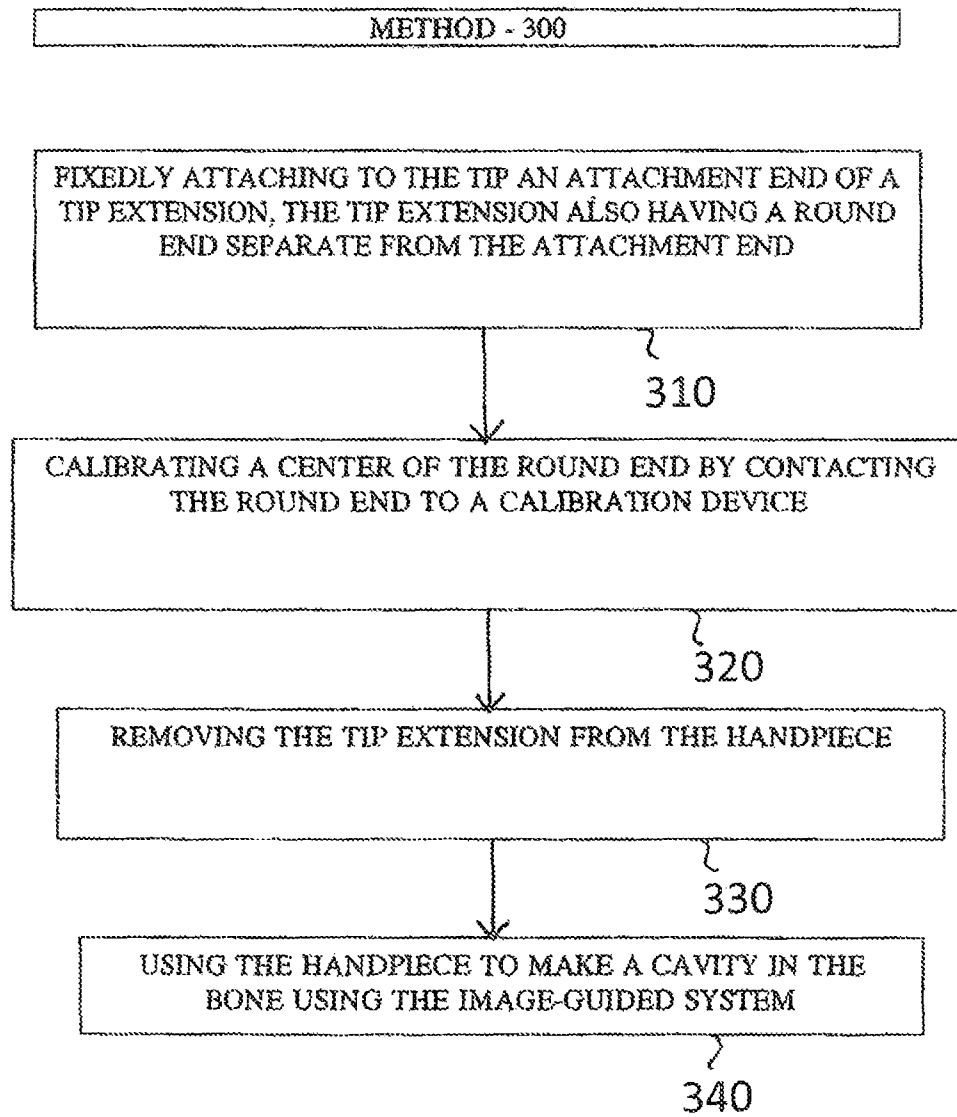 METHOD - 300
FIXEDLY ATTACHING TO THE TIP AN ATTACHMENT END OF A
TIP EXTENSION, THE TIP EXTENSION ALSO HAVING A ROUND
END SEPARATE FROM THE ATTACHMENT END
310
CALIBRATING A CENTER OF THE ROUND END BY CONTACTING
THE ROUND END TO A CALIBRATION DEVICE
320
REMOVING THE TIP EXTENSION FROM THE HANDPIECE
330
USING THE HANDPIECE TO MAKE A CAVITY IN THE
BONE USING THE IMAGE-GUIDED SYSTEM
340